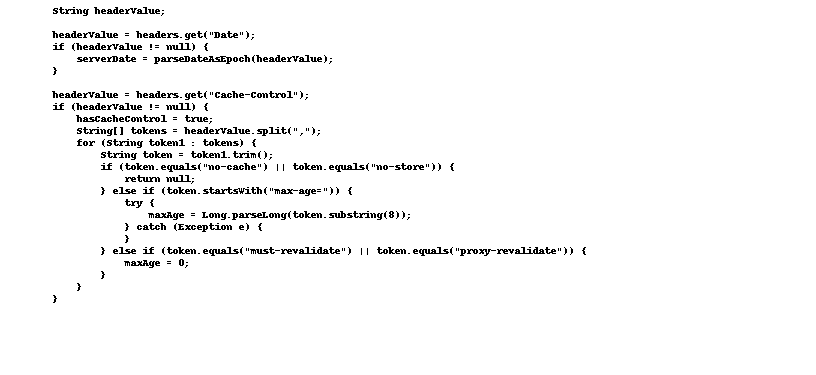 String headerValue;

headerValue = headers.get("Date");
if (headerValue != null) {
    serverDate = parseDateAsEpoch(headerValue);
}

headerValue = headers.get("Cache-Control");
if (headerValue != null) {
    hasCacheControl = true;
    String[] tokens = headerValue.split(",");
    for (String token1 : tokens) {
        String token = token1.trim();
        if (token.equals("no-cache") || token.equals("no-store")) {
            return null;
        } else if (token.startsWith("max-age=")) {
            try {
                maxAge = Long.parseLong(token.substring(8));
            } catch (Exception e) {
            }
        } else if (token.equals("must-revalidate") || token.equals("proxy-revalidate")) {
            maxAge = 0;
        }
    }
}